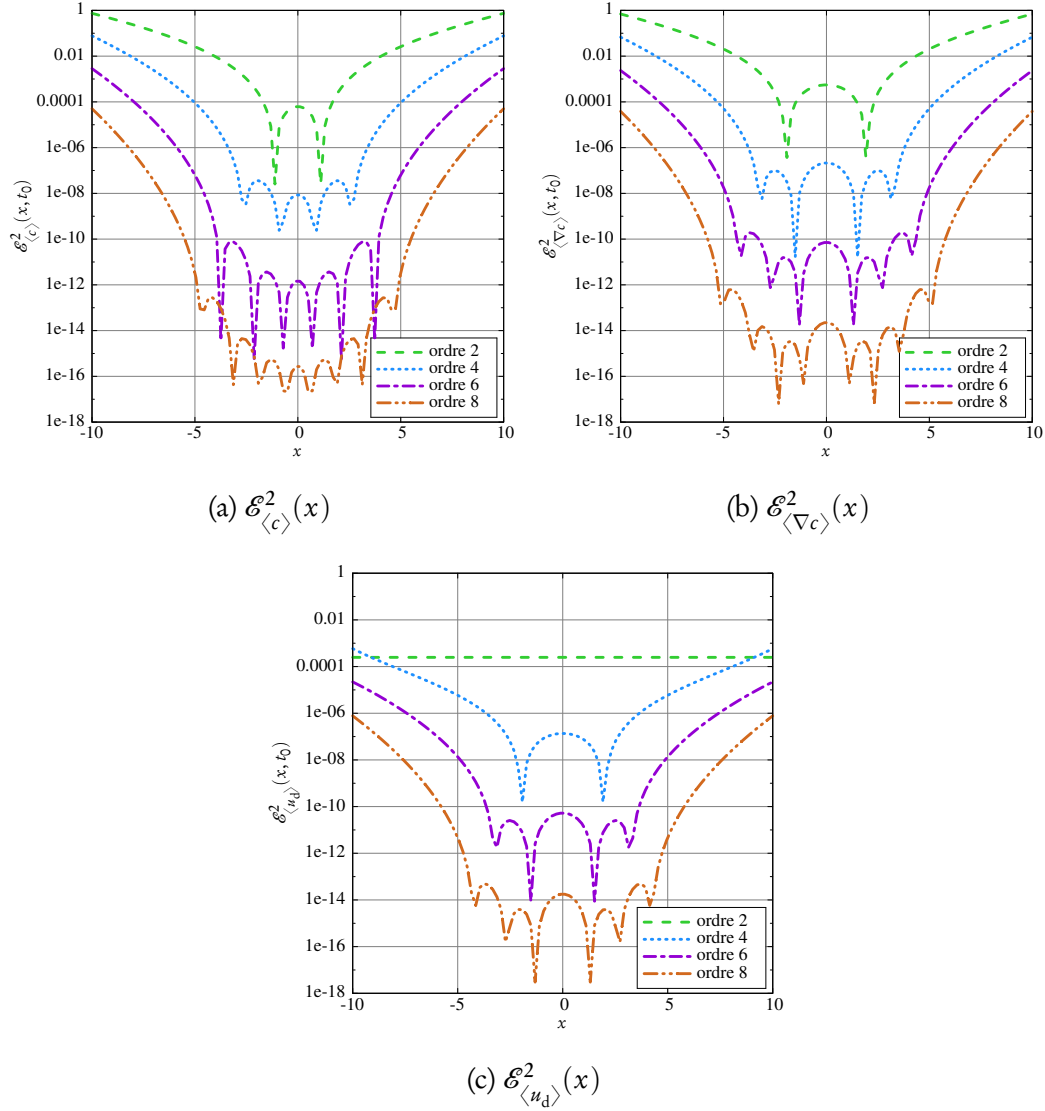 1
0.01
0.0001
1e-06
1e-08
1e-10
1e-12
1e-14
1e-16
1e-18
-10
-5
0
5
10
x
ℰ²⟨c⟩(x, t₀)
ordre 2
ordre 4
ordre 6
ordre 8
(a) ℰ²⟨c⟩(x)
1
0.01
0.0001
1e-06
1e-08
1e-10
1e-12
1e-14
1e-16
1e-18
-10
-5
0
5
10
x
ℰ²⟨∇c⟩(x, t₀)
ordre 2
ordre 4
ordre 6
ordre 8
(b) ℰ²⟨∇c⟩(x)
1
0.01
0.0001
1e-06
1e-08
1e-10
1e-12
1e-14
1e-16
1e-18
-10
-5
0
5
10
x
ℰ²⟨u_d⟩(x, t₀)
ordre 2
ordre 4
ordre 6
ordre 8
(c) ℰ²⟨u_d⟩(x)